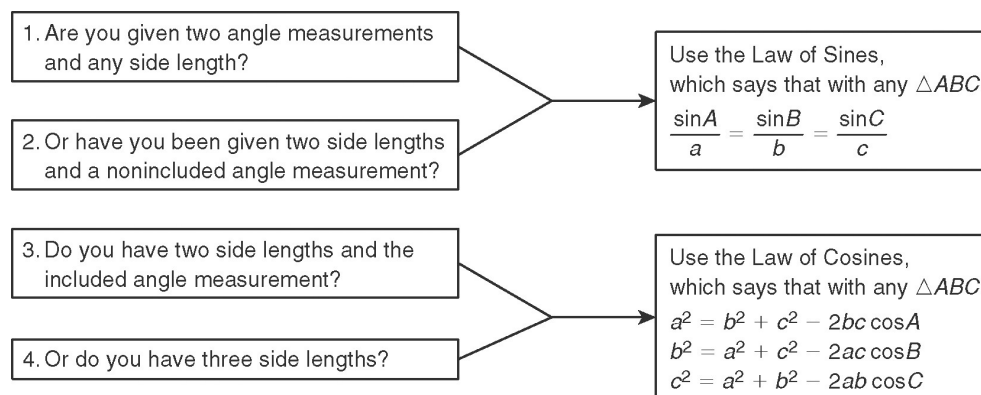 1. Are you given two angle measurements
and any side length?
2. Or have you been given two side lengths
and a nonincluded angle measurement?
Use the Law of Sines,
which says that with any △ABC
sinA/a = sinB/b = sinC/c
3. Do you have two side lengths and the
included angle measurement?
4. Or do you have three side lengths?
Use the Law of Cosines,
which says that with any △ABC
a² = b² + c² − 2bc cosA
b² = a² + c² − 2ac cosB
c² = a² + b² − 2ab cosC